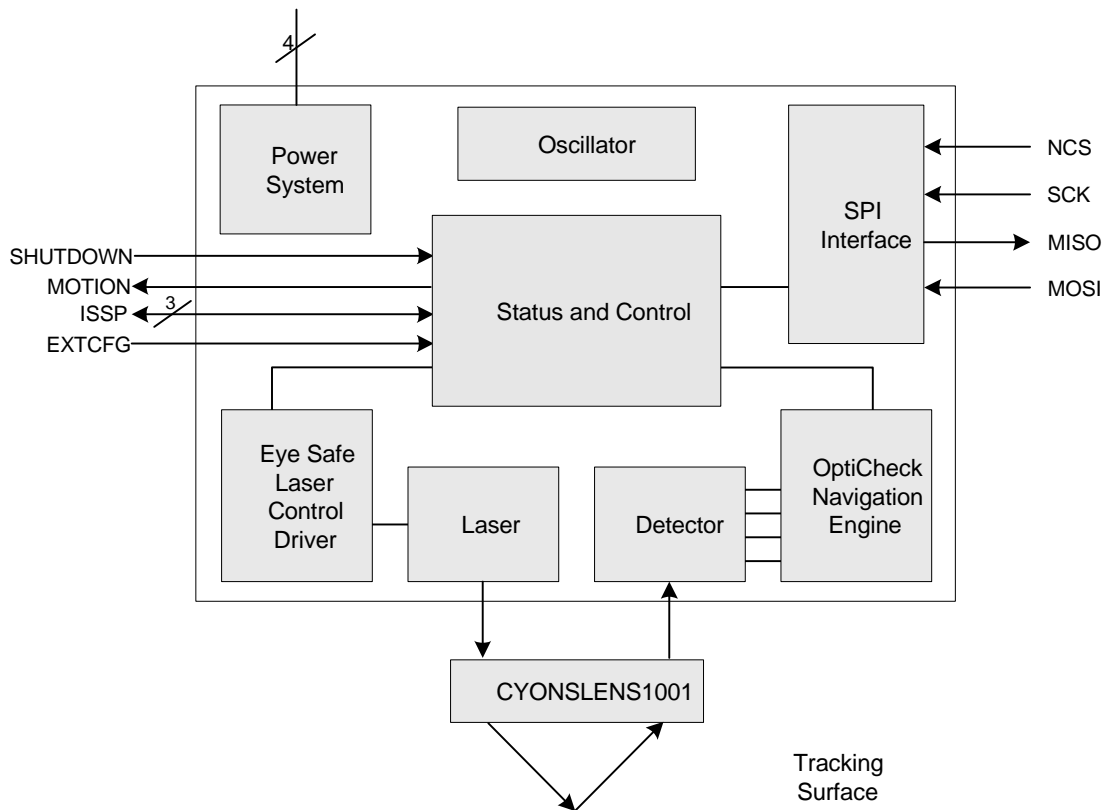 4
Power
System
Oscillator
SPI
Interface
NCS
SCK
MISO
MOSI
SHUTDOWN
MOTION
ISSP
3
EXTCFG
Status and Control
Eye Safe
Laser
Control
Driver
Laser
Detector
OptiCheck
Navigation
Engine
CYONSLENS1001
Tracking
Surface